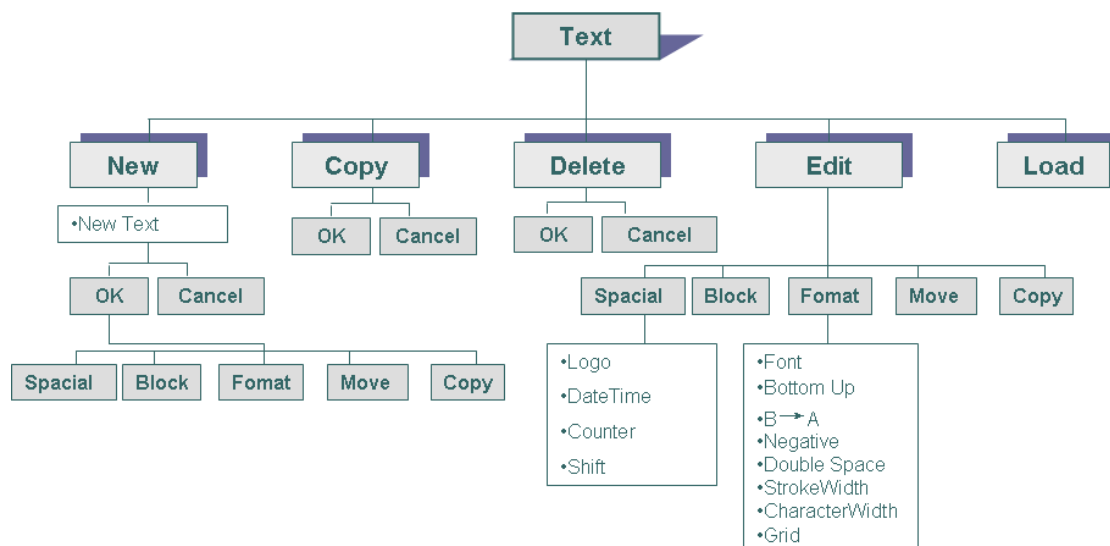 Text
New Copy Delete Edit Load
•New Text
OK Cancel
OK Cancel
OK Cancel
Spacial Block Fomat Move Copy
Spacial Block Fomat Move Copy
•Logo
•DateTime
•Counter
•Shift
•Font
•Bottom Up
•B→A
•Negative
•Double Space
•StrokeWidth
•CharacterWidth
•Grid